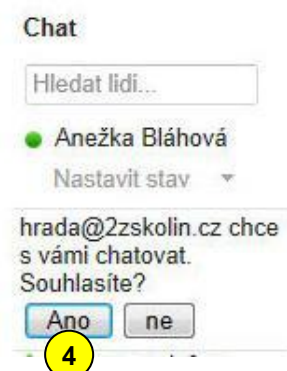 Chat
Hledat lidi...
Anežka Bláhová
Nastavit stav
hrada@2zskolin.cz chce
s vámi chatovat.
Souhlasíte?
Ano ne
4